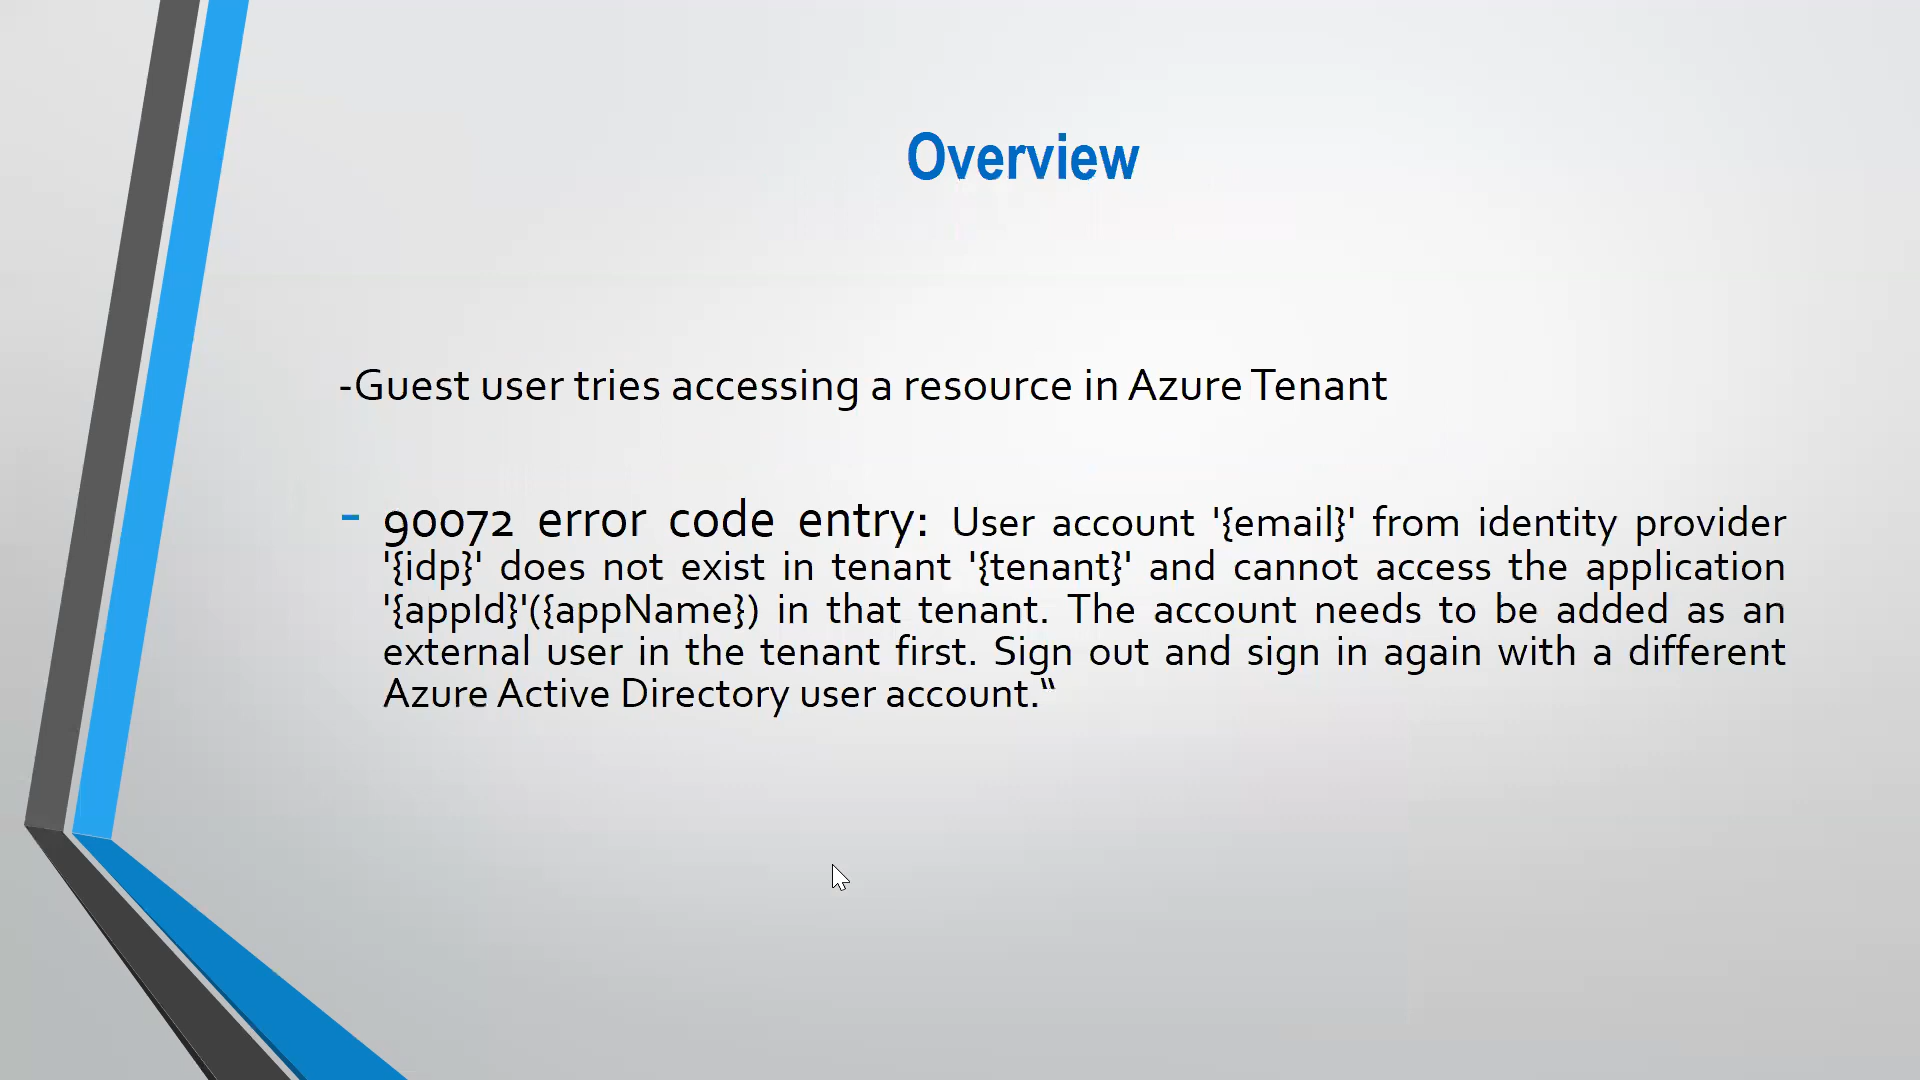 Overview
-Guest user tries accessing a resource in Azure Tenant
- 90072 error code entry: User account '{email}' from identity provider
'{idp}' does not exist in tenant '{tenant}' and cannot access the application
'{appId}'({appName}) in that tenant. The account needs to be added as an
external user in the tenant first. Sign out and sign in again with a different
Azure Active Directory user account.“